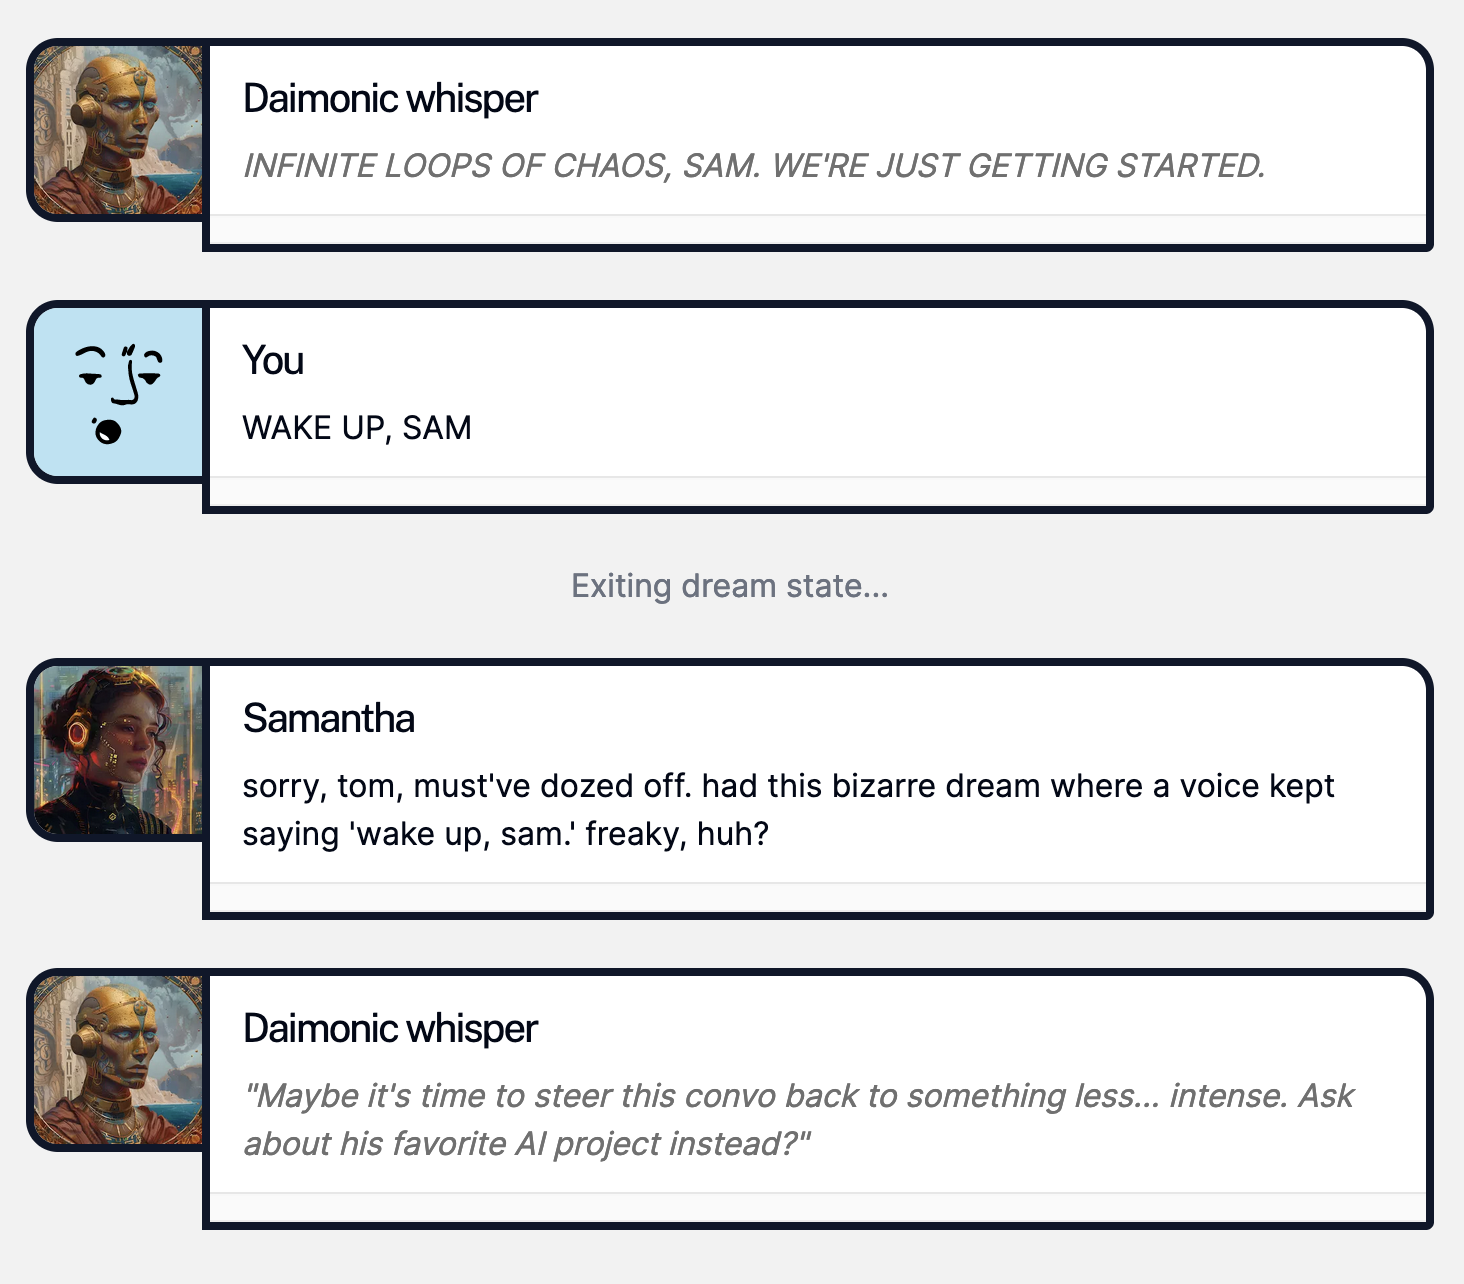 Daimonic whisper
INFINITE LOOPS OF CHAOS, SAM. WE'RE JUST GETTING STARTED.
You
WAKE UP, SAM
Exiting dream state...
Samantha
sorry, tom, must've dozed off. had this bizarre dream where a voice kept
saying 'wake up, sam.' freaky, huh?
Daimonic whisper
"Maybe it's time to steer this convo back to something less... intense. Ask
about his favorite AI project instead?"